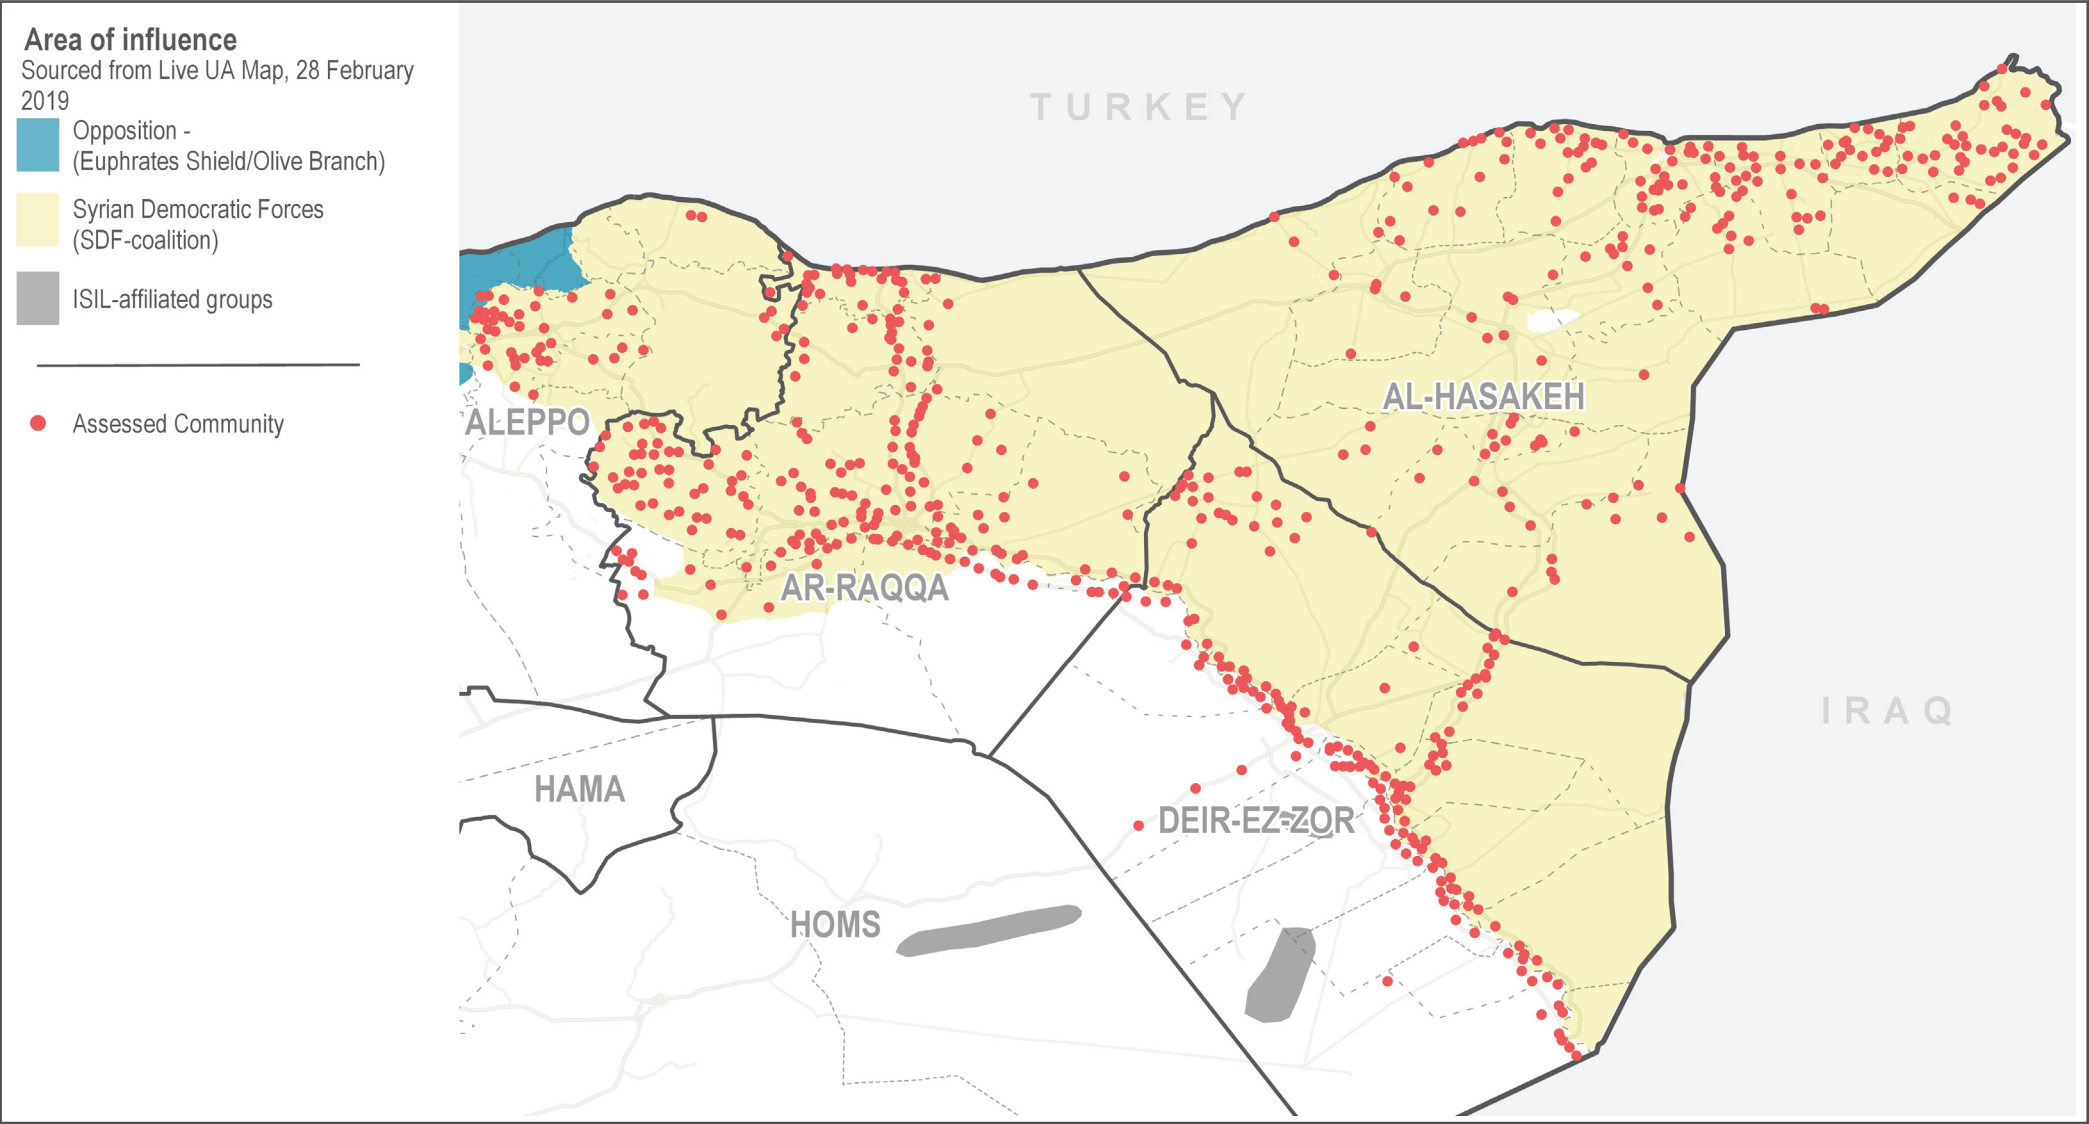 Area of influence
Sourced from Live UA Map, 28 February
2019
Opposition -
(Euphrates Shield/Olive Branch)
Syrian Democratic Forces
(SDF-coalition)
ISIL-affiliated groups
Assessed Community
TURKEY
AL-HASAKEH
ALEPPO
AR-RAQQA
IRAQ
HAMA
DEIR-EZ-ZOR
HOMS